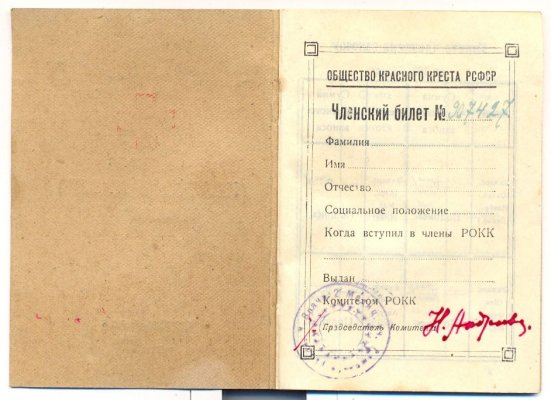 ОБЩЕСТВО КРАСНОГО КРЕСТА РСФСР
Членский билет № 307427
Фамилия
Имя
Отчество
Социальное положение
Когда вступил в члены РОКК
Выдан
Комитетом РОКК
Председатель Комитета